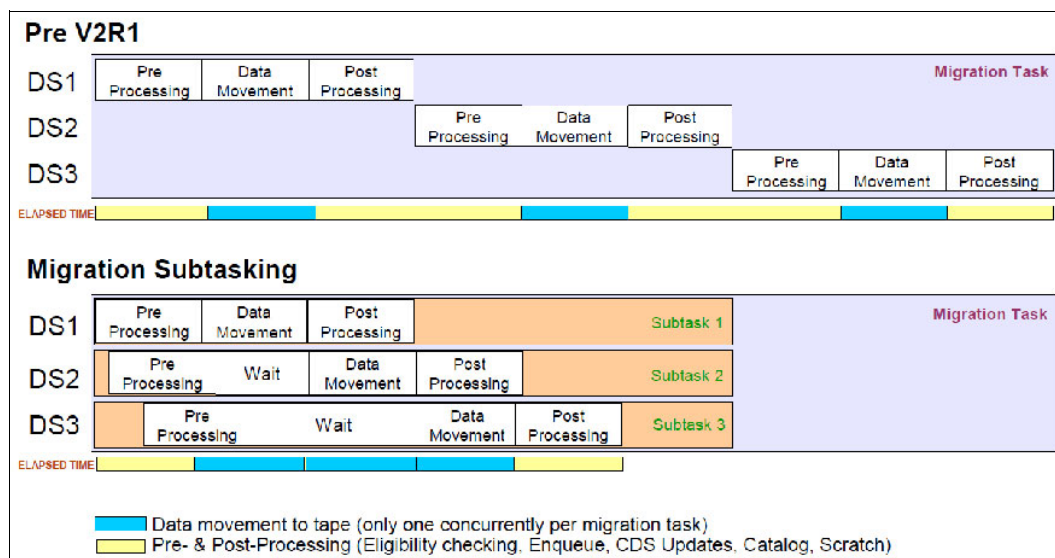 Pre V2R1
DS1
Pre Processing
Data Movement
Post Processing
Migration Task
DS2
Pre Processing
Data Movement
Post Processing
DS3
Pre Processing
Data Movement
Post Processing
ELAPSED TIME
Migration Subtasking
DS1
Pre Processing
Data Movement
Post Processing
Subtask 1
Migration Task
DS2
Pre Processing
Wait
Data Movement
Post Processing
Subtask 2
DS3
Pre Processing
Wait
Data Movement
Post Processing
Subtask 3
ELAPSED TIME
Data movement to tape (only one concurrently per migration task)
Pre- & Post-Processing (Eligibility checking, Enqueue, CDS Updates, Catalog, Scratch)